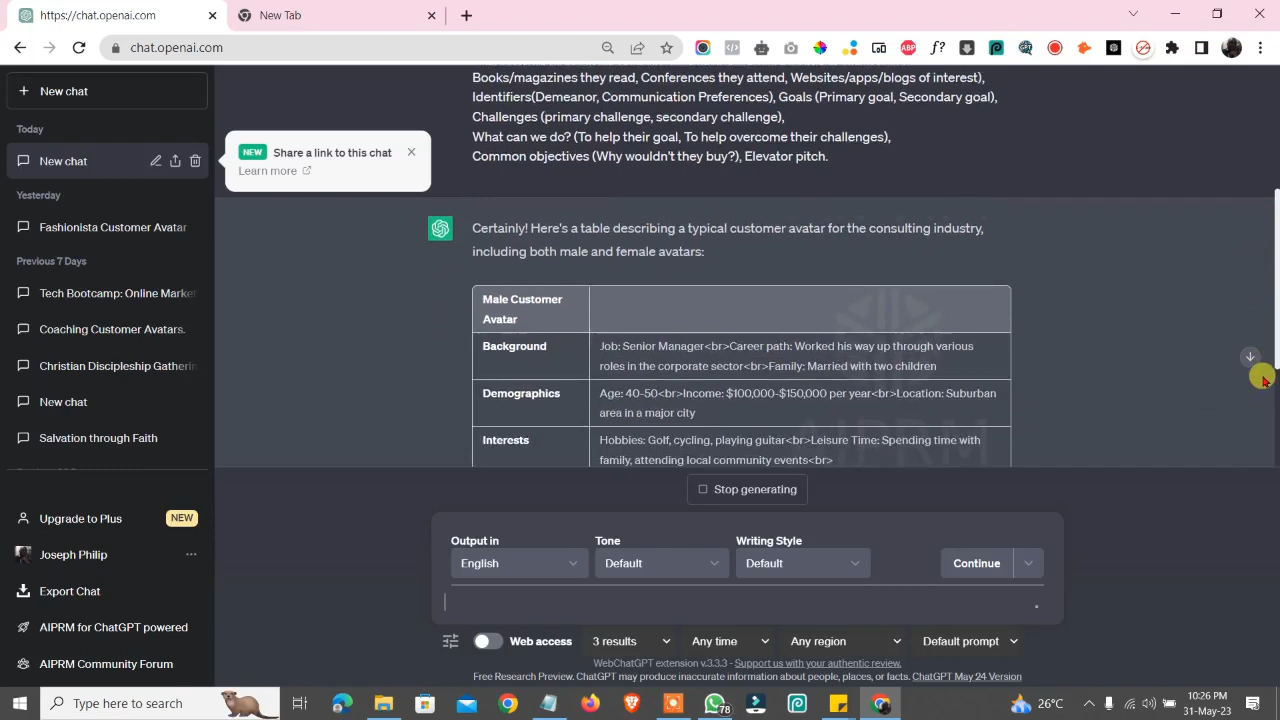 https://chat.openai.com
New Tab
chat.openai.com
ABP
f?
New chat
Today
New chat
Yesterday
Fashionista Customer Avatar
Previous 7 Days
Tech Bootcamp: Online Market
Coaching Customer Avatars.
Christian Discipleship Gatherin
New chat
Salvation through Faith
Upgrade to Plus
NEW
Joseph Philip
Export Chat
AIPRM for ChatGPT powered
AIPRM Community Forum
NEW Share a link to this chat
Learn more
Books/magazines they read, Conferences they attend, Websites/apps/blogs of interest),
Identifiers(Demeanor, Communication Preferences), Goals (Primary goal, Secondary goal),
Challenges (primary challenge, secondary challenge),
What can we do? (To help their goal, To help overcome their challenges),
Common objectives (Why wouldn't they buy?), Elevator pitch.
Certainly! Here's a table describing a typical customer avatar for the consulting industry,
including both male and female avatars:
Male Customer
Avatar
Background
Job: Senior Manager<br>Career path: Worked his way up through various
roles in the corporate sector<br>Family: Married with two children
Demographics
Age: 40-50<br>Income: $100,000-$150,000 per year<br>Location: Suburban
area in a major city
Interests
Hobbies: Golf, cycling, playing guitar<br>Leisure Time: Spending time with
family, attending local community events<br>
AIPRM
Stop generating
Output in
Tone
Writing Style
English
Default
Default
Continue
Web access
3 results
Any time
Any region
Default prompt
WebChatGPT extension v.3.3.3 - Support us with your authentic review.
Free Research Preview. ChatGPT may produce inaccurate information about people, places, or facts. ChatGPT May 24 Version
Type here to search
78
26°C
10:26 PM
31-May-23